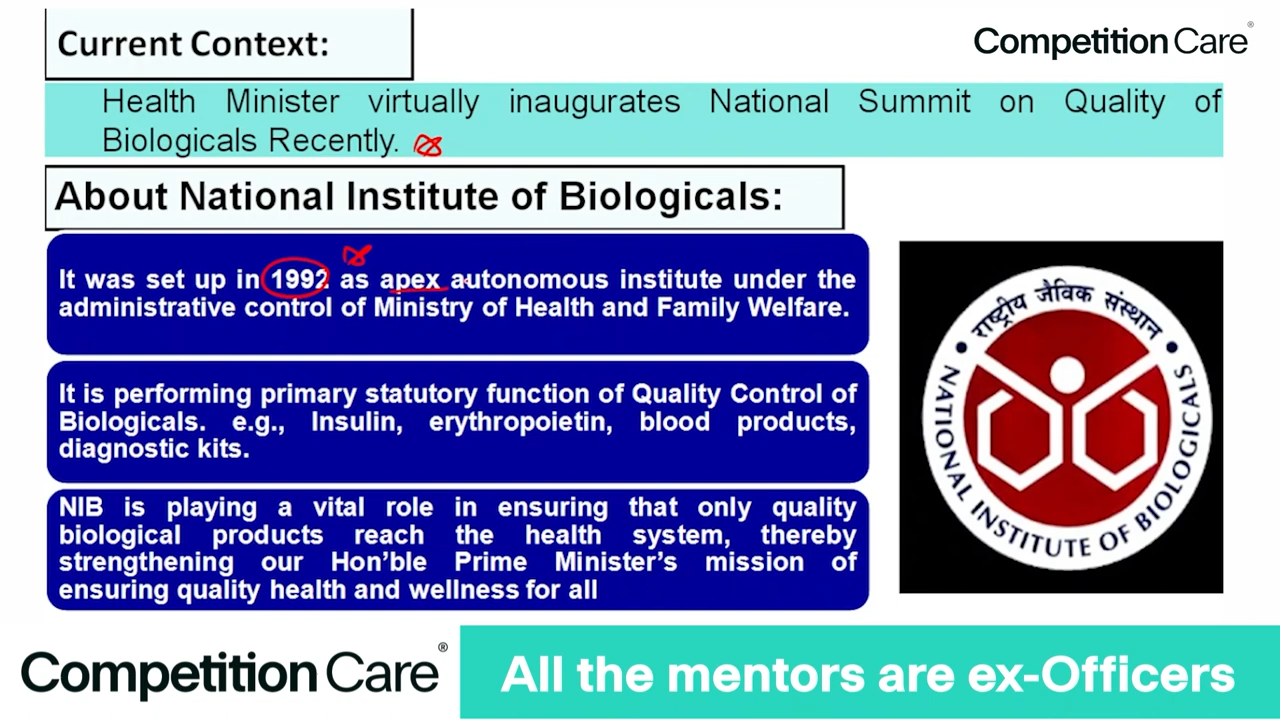 Current Context:
Competition Care®
Health Minister virtually inaugurates National Summit on Quality of
Biologicals Recently.
About National Institute of Biologicals:
It was set up in 1992 as apex autonomous institute under the
administrative control of Ministry of Health and Family Welfare.
It is performing primary statutory function of Quality Control of
Biologicals. e.g., Insulin, erythropoietin, blood products,
diagnostic kits.
NIB is playing a vital role in ensuring that only quality
biological products reach the health system, thereby
strengthening our Hon'ble Prime Minister's mission of
ensuring quality health and wellness for all
राष्ट्रीय जैविक संस्थान
NATIONAL INSTITUTE OF BIOLOGICALS
Competition Care®
All the mentors are ex-Officers